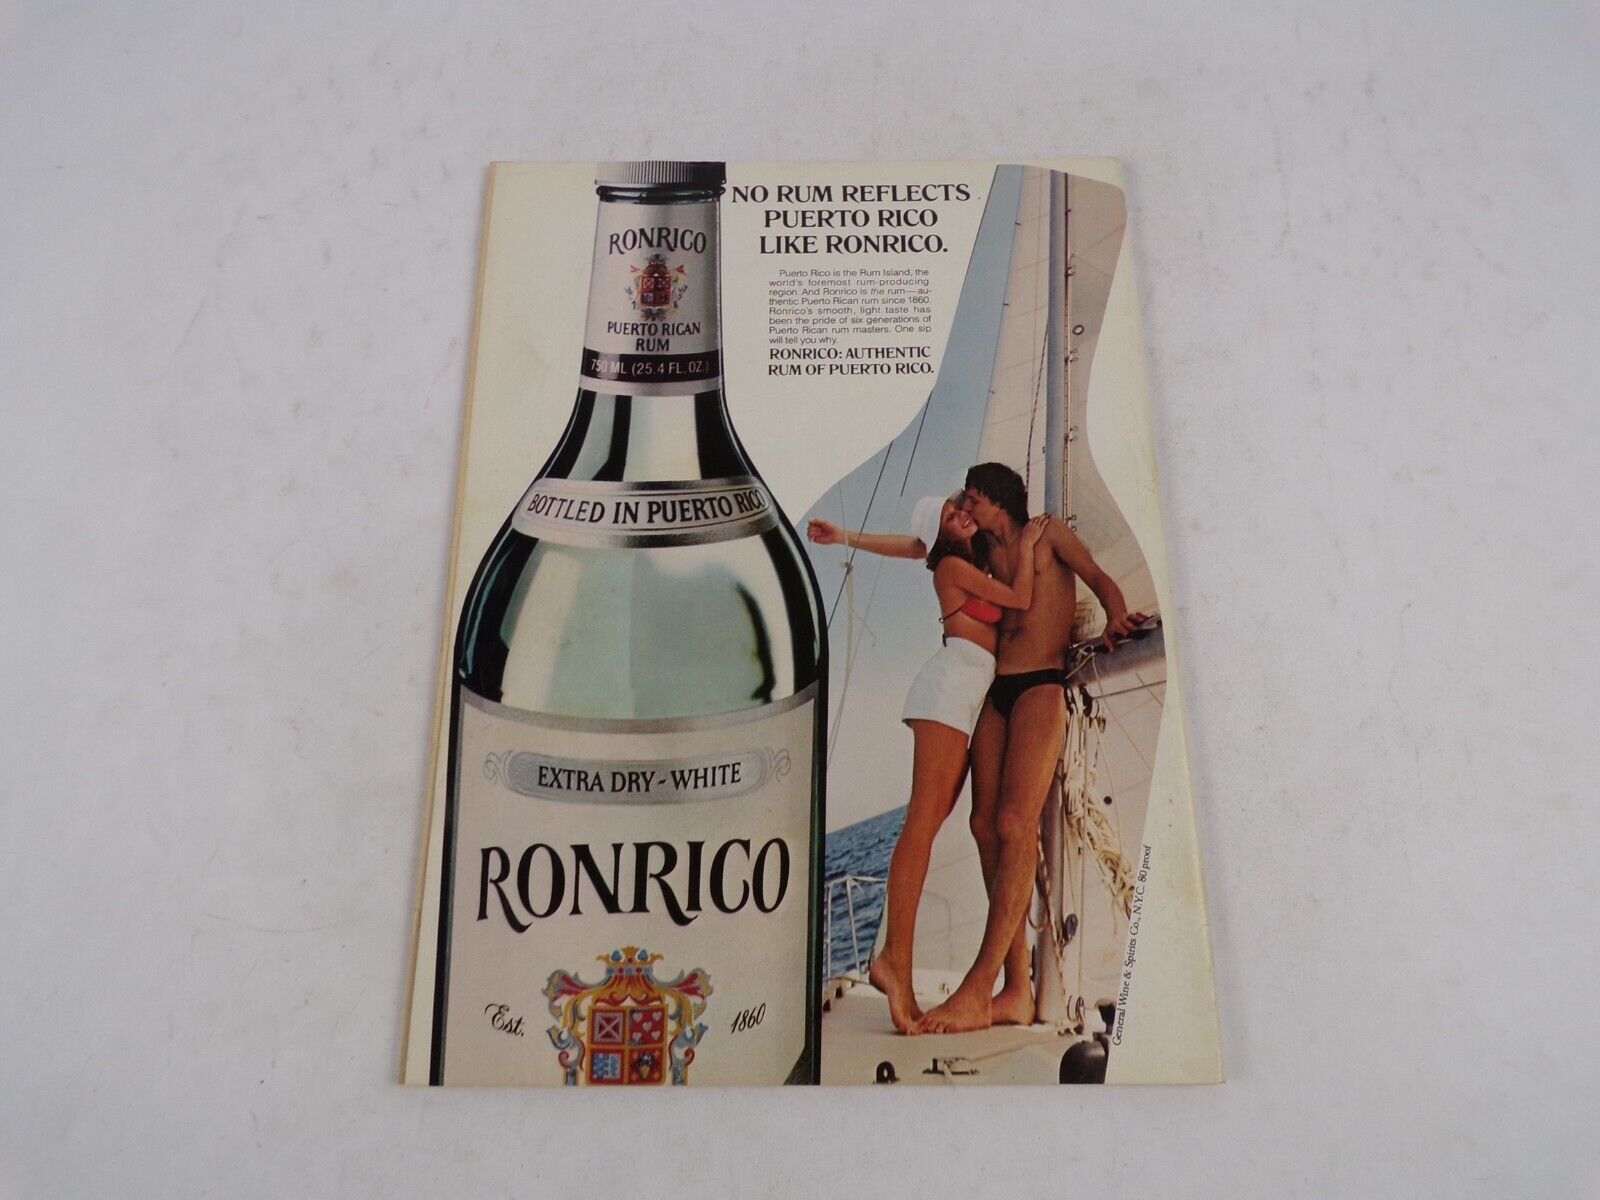 RONRICO
PUERTO RICAN
RUM
750 ML (25.4 FL. OZ.)
BOTTLED IN PUERTO RICO
EXTRA DRY-WHITE
RONRICO
Est. 1860
NO RUM REFLECTS
PUERTO RICO
LIKE RONRICO.
Puerto Rico is the Rum Island, the
world's foremost rum-producing
region. And Ronrico is the rum—au-
thentic Puerto Rican rum since 1860.
Ronrico's smooth, light taste has
been the pride of six generations of
Puerto Rican rum masters. One sip
will tell you why.
RONRICO: AUTHENTIC
RUM OF PUERTO RICO.
General Wine & Spirits Co., N.Y.C. 80 proof